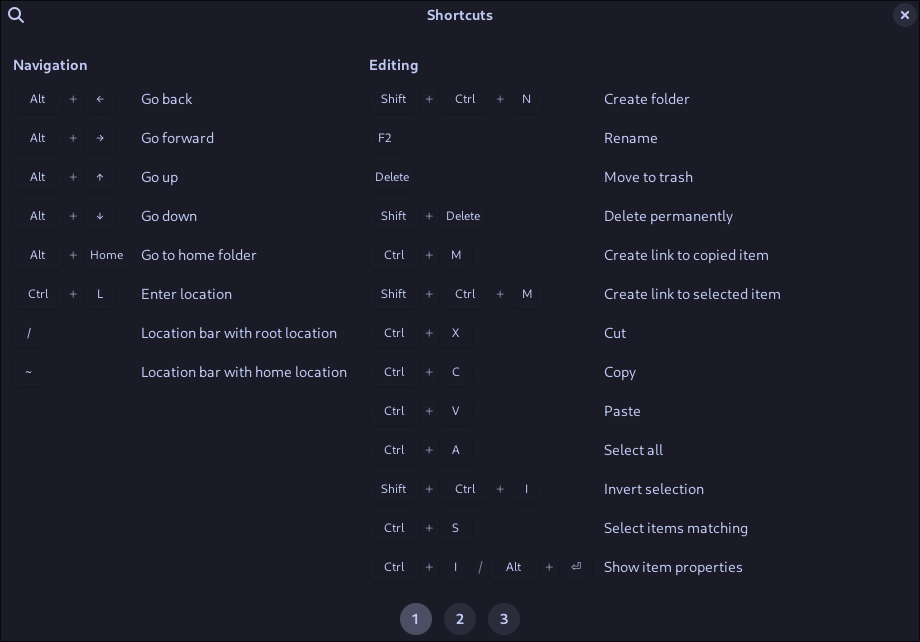 Shortcuts
Navigation
Alt + ← Go back
Alt + → Go forward
Alt + ↑ Go up
Alt + ↓ Go down
Alt + Home Go to home folder
Ctrl + L Enter location
/ Location bar with root location
~ Location bar with home location
Editing
Shift + Ctrl + N Create folder
F2 Rename
Delete Move to trash
Shift + Delete Delete permanently
Ctrl + M Create link to copied item
Shift + Ctrl + M Create link to selected item
Ctrl + X Cut
Ctrl + C Copy
Ctrl + V Paste
Ctrl + A Select all
Shift + Ctrl + I Invert selection
Ctrl + S Select items matching
Ctrl + I / Alt + ⏎ Show item properties
1 2 3